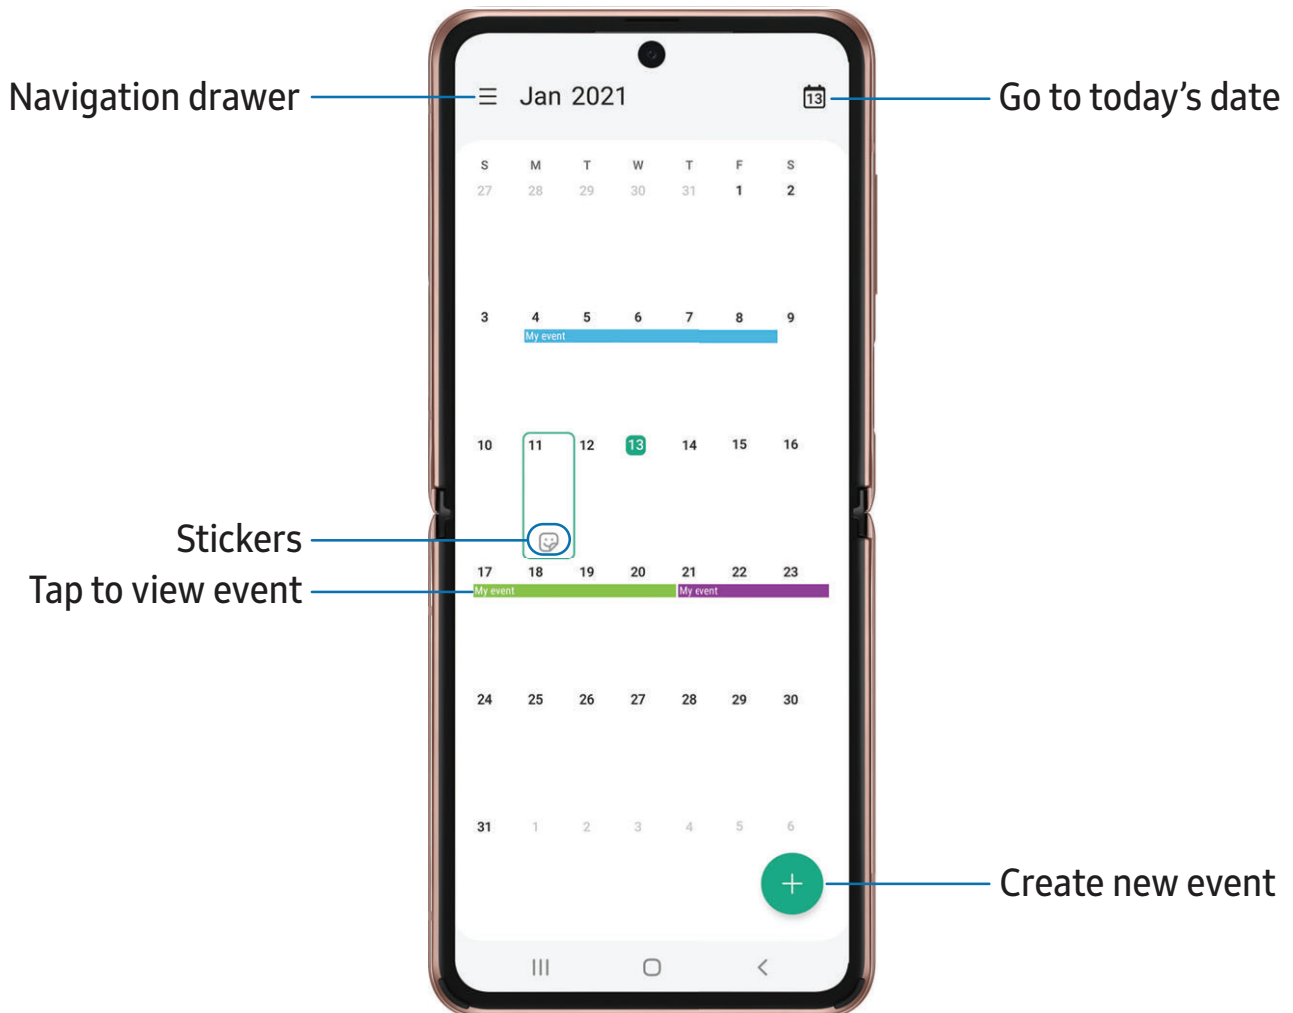 Navigation drawer
Jan 2021
13
Go to today's date
S M T W T F S
27 28 29 30 31 1 2
3 4 5 6 7 8 9
My event
10 11 12 13 14 15 16
Stickers
17 18 19 20 21 22 23
Tap to view event
My event My event
24 25 26 27 28 29 30
31 1 2 3 4 5 6
Create new event